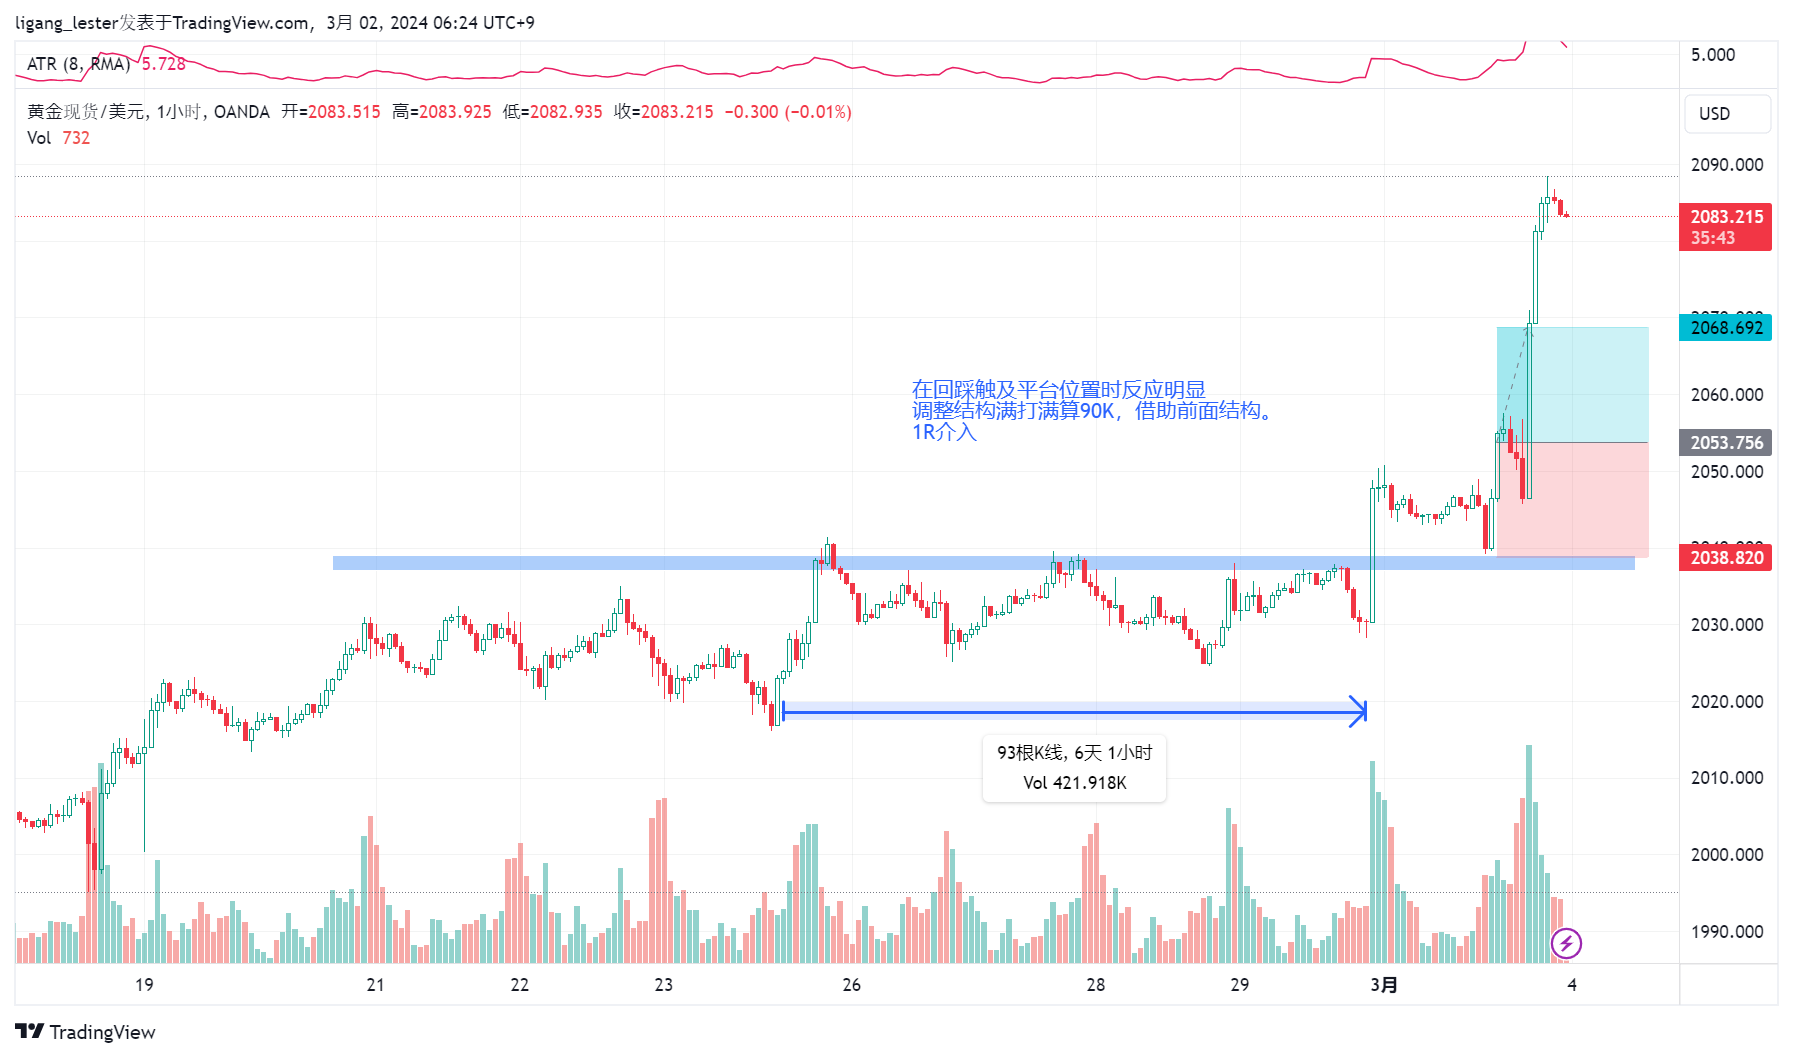 ligang_lester发表于TradingView.com, 3月 02, 2024 06:24 UTC+9
ATR (8, RMA) 5.728
5.000
黄金现货/美元, 1小时, OANDA 开=2083.515 高=2083.925 低=2082.935 收=2083.215 −0.300 (−0.01%)
USD
Vol 732
2090.000
2083.215
35:43
2068.692
在回踩触及平台位置时反应明显
2060.000
调整结构满打满算90K，借助前面结构。
1R介入
2053.756
2050.000
2038.820
2030.000
2020.000
93根K线, 6天 1小时
Vol 421.918K
2010.000
2000.000
1990.000
19 21 22 23 26 28 29 3月 4
TradingView